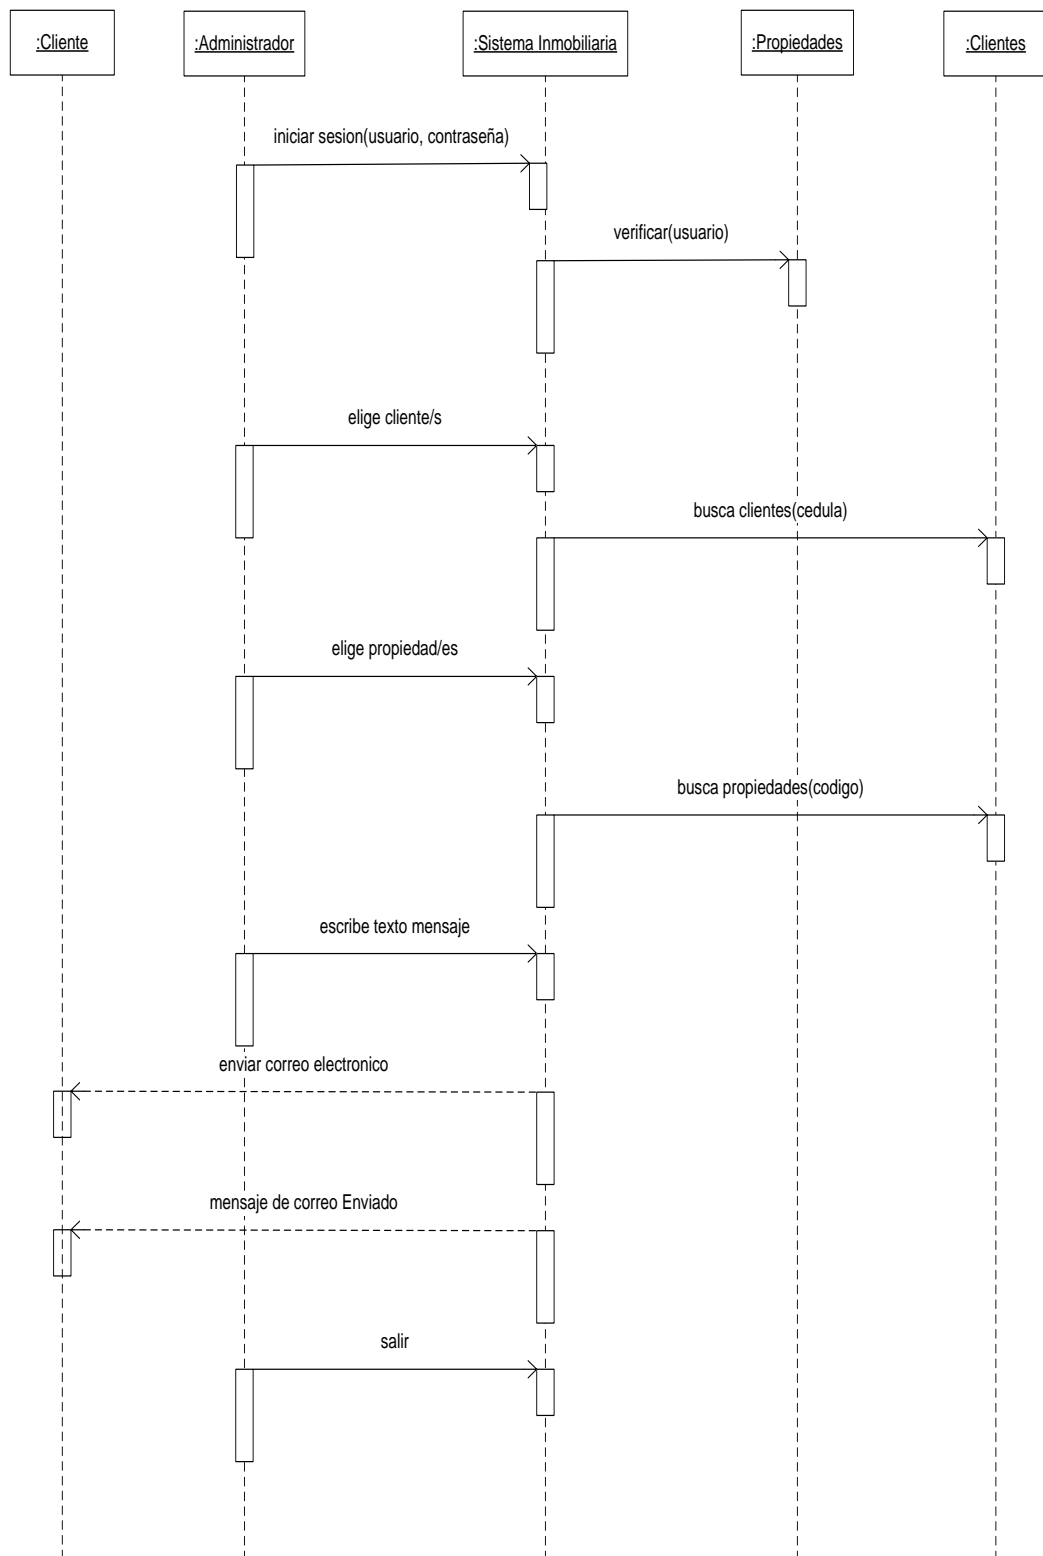 :Cliente
:Administrador
:Sistema Inmobiliaria
:Propiedades
:Clientes
iniciar sesion(usuario, contraseña)
verificar(usuario)
elige cliente/s
busca clientes(cedula)
elige propiedad/es
busca propiedades(codigo)
escribe texto mensaje
enviar correo electronico
mensaje de correo Enviado
salir